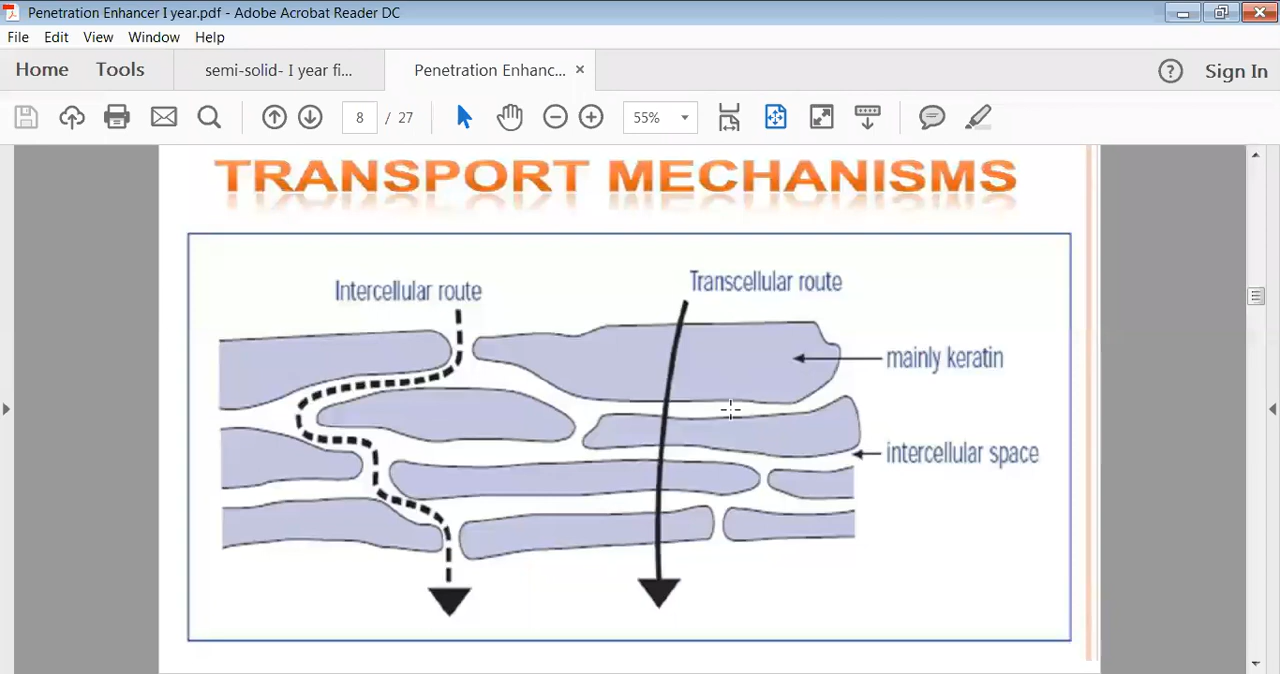 Penetration Enhancer I year.pdf - Adobe Acrobat Reader DC
File Edit View Window Help
Home Tools semi-solid- I year fi... Penetration Enhanc... × ? Sign In
8 / 27 55%
TRANSPORT MECHANISMS
Intercellular route
Transcellular route
mainly keratin
intercellular space